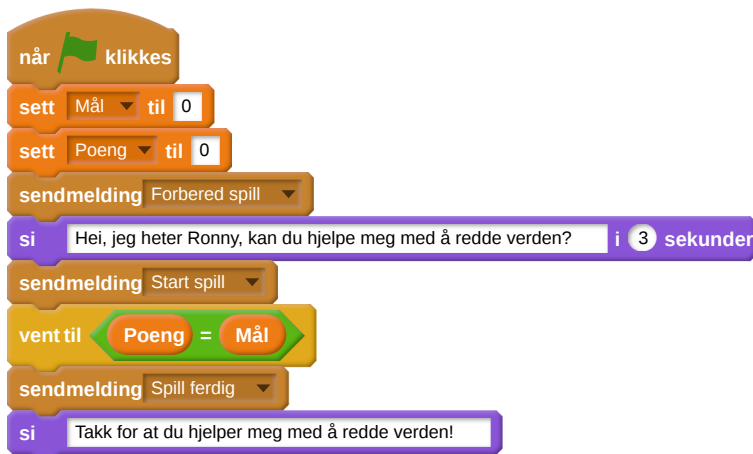 når klikkes
sett Mål til 0
sett Poeng til 0
sendmelding Forbered spill
si Hei, jeg heter Ronny, kan du hjelpe meg med å redde verden? i 3 sekunder
sendmelding Start spill
vent til Poeng = Mål
sendmelding Spill ferdig
si Takk for at du hjelper meg med å redde verden!